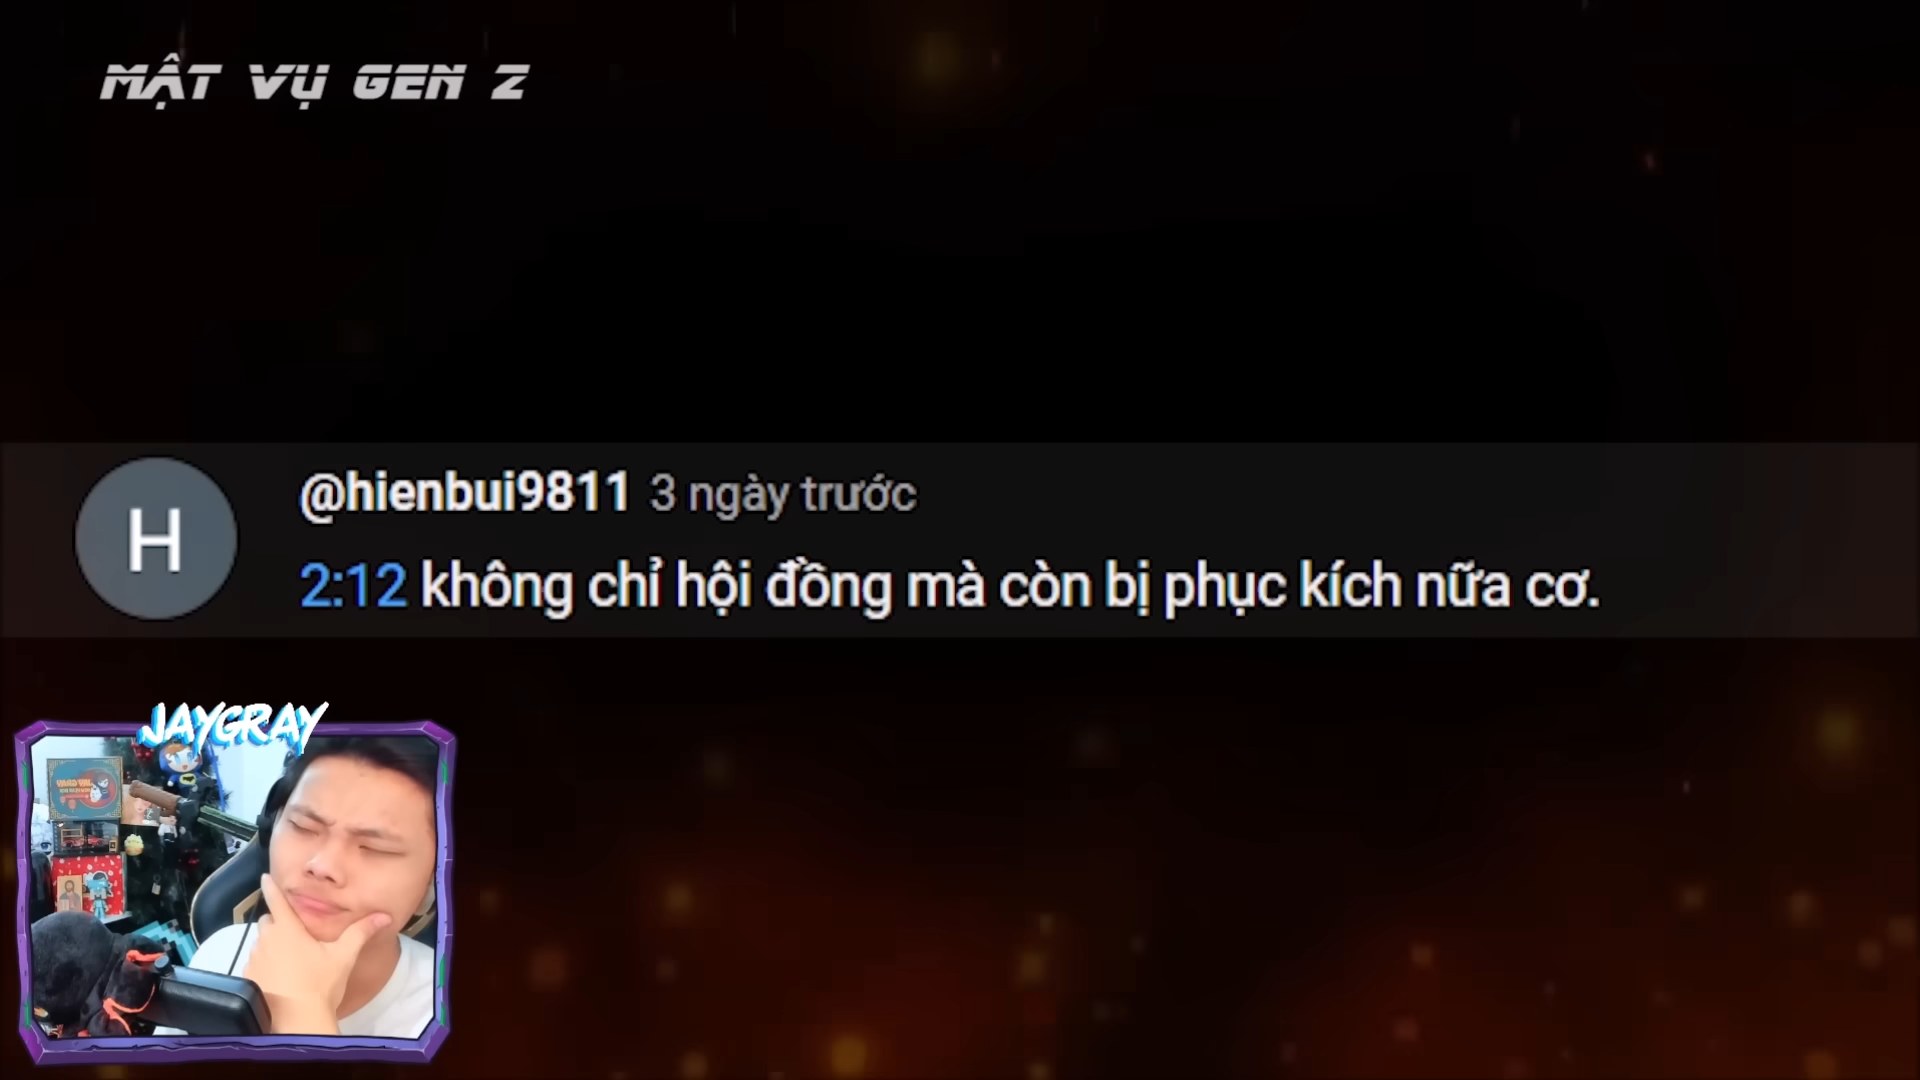 MẬT VỤ GEN Z
@hienbui9811 3 ngày trước
2:12 không chỉ hội đồng mà còn bị phục kích nữa cơ.
JAYGRAY